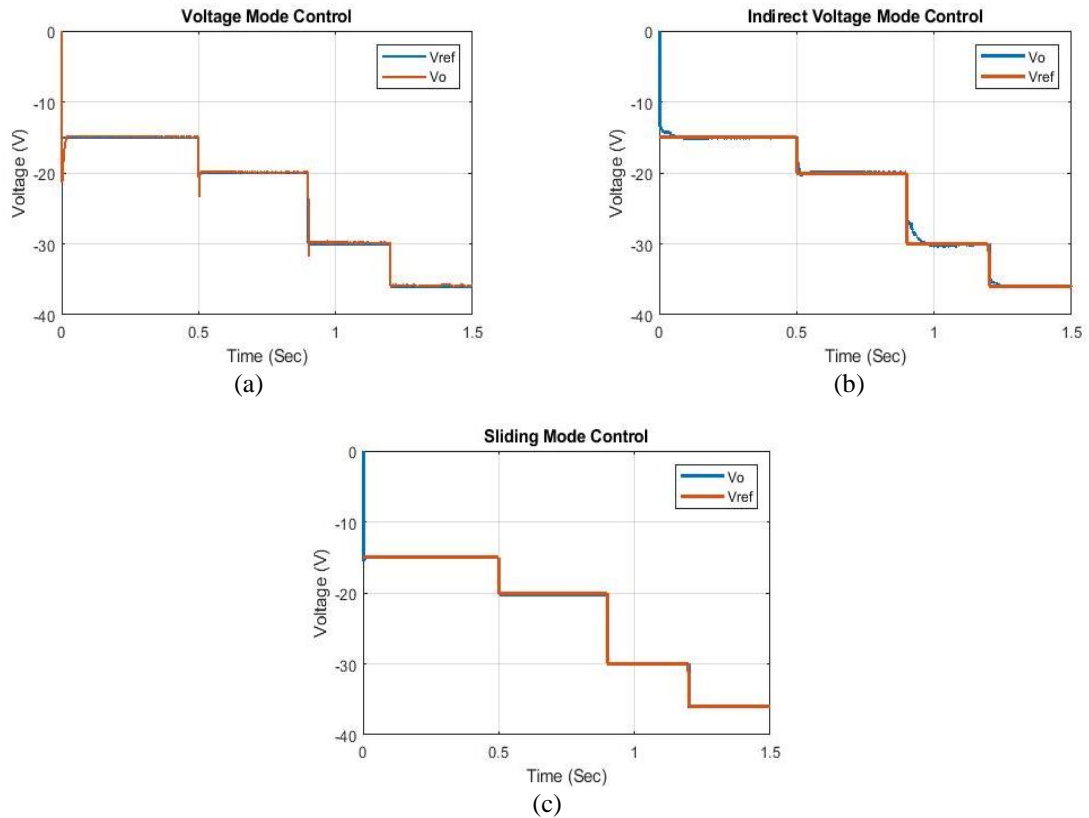 Voltage Mode Control
Vref
Vo
0
-10
-20
-30
-40
Voltage (V)
0
0.5
1
1.5
Time (Sec)
(a)
Indirect Voltage Mode Control
Vo
Vref
0
-10
-20
-30
-40
Voltage (V)
0
0.5
1
1.5
Time (Sec)
(b)
Sliding Mode Control
Vo
Vref
0
-10
-20
-30
-40
Voltage (V)
0
0.5
1
1.5
Time (Sec)
(c)